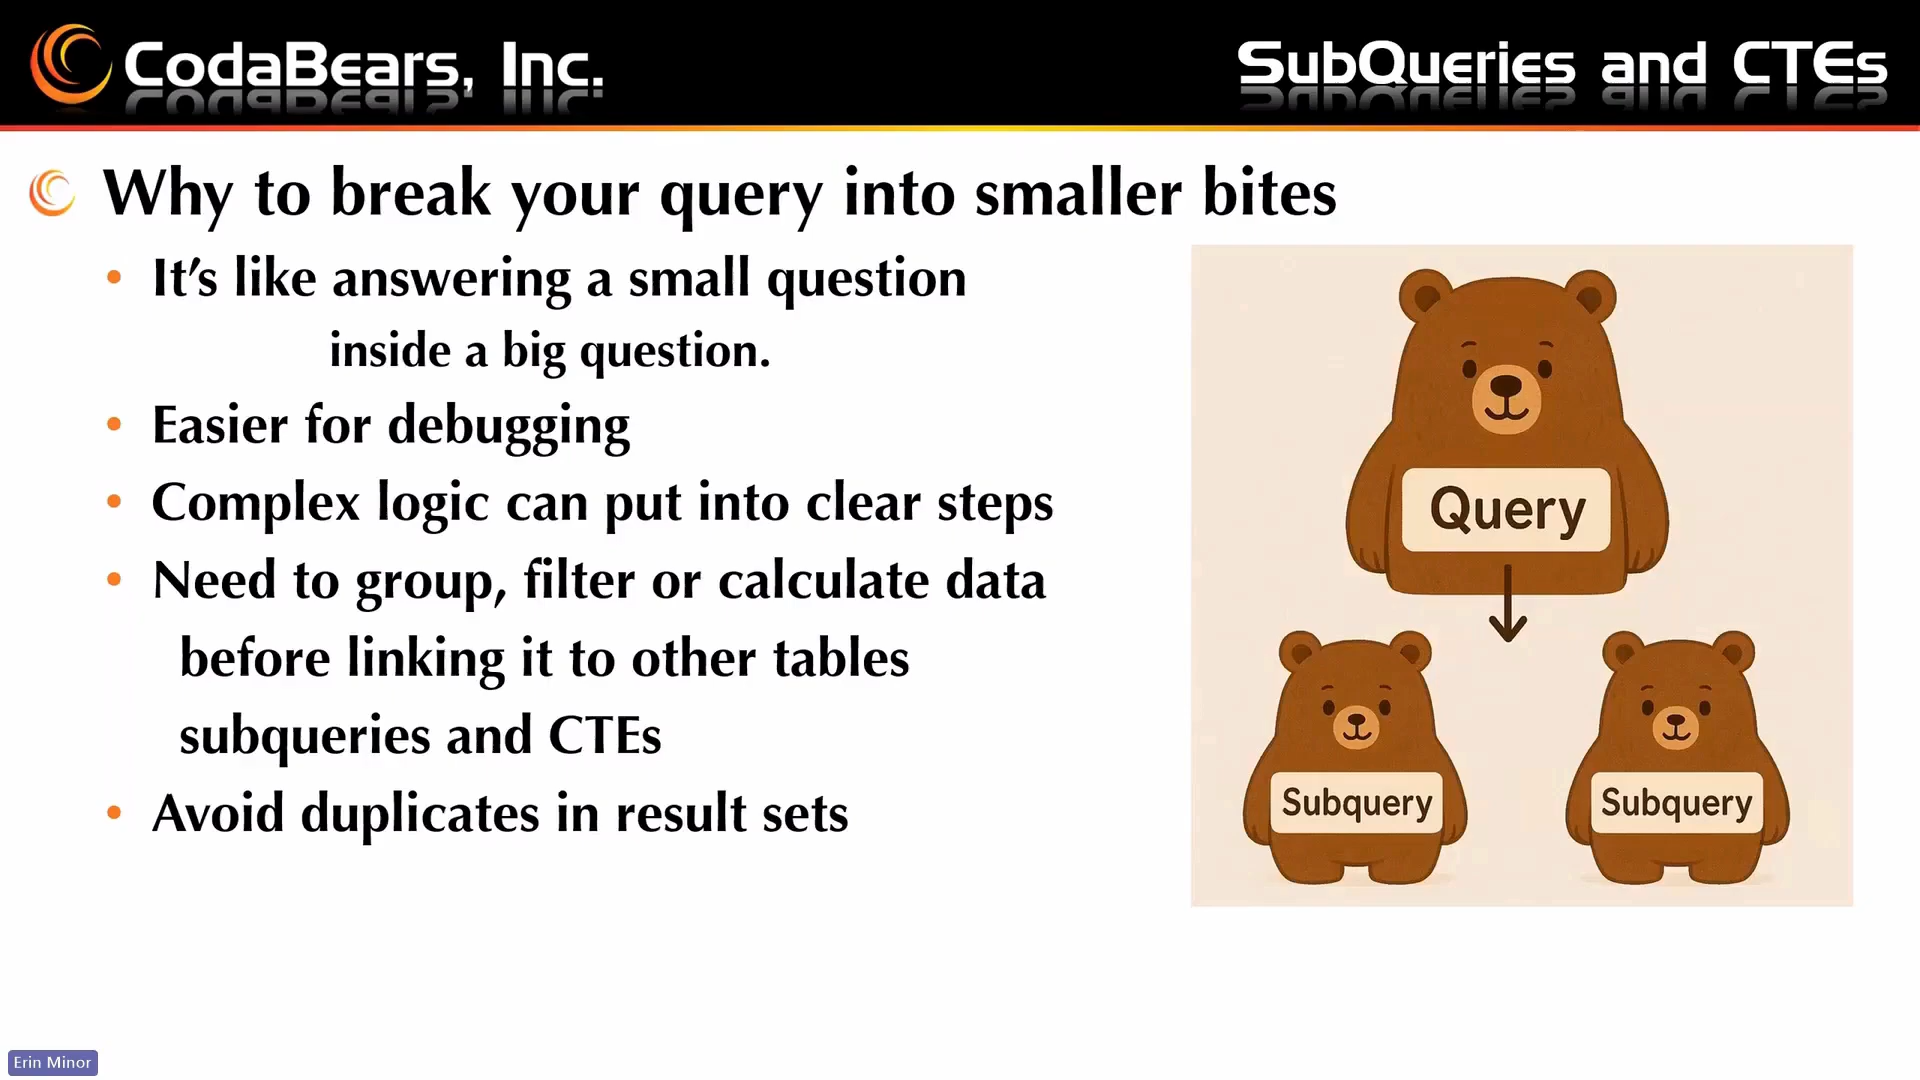 CodaBears, Inc.
SubQueries and CTEs
Why to break your query into smaller bites
• It’s like answering a small question
inside a big question.
• Easier for debugging
• Complex logic can put into clear steps
• Need to group, filter or calculate data
before linking it to other tables
subqueries and CTEs
• Avoid duplicates in result sets
Query
Subquery
Subquery
Erin Minor